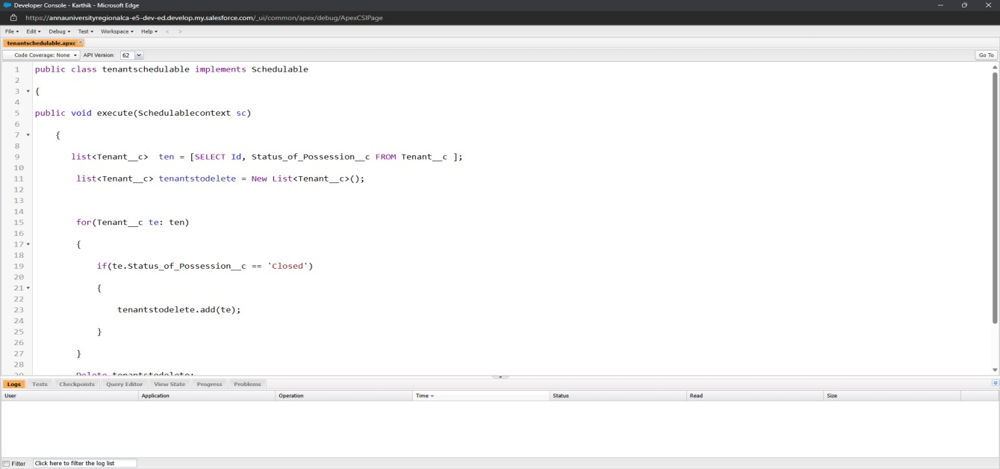 Developer Console - Karthik - Microsoft Edge
https://annauniversityregionalca-e5-dev-ed.develop.my.salesforce.com/_ui/common/apex/debug/ApexCSIPage
File Edit Debug Test Workspace Help < >
tenantschedulable.apxc
Code Coverage: None API Version: 62 Go To
1 public class tenantschedulable implements Schedulable
2
3 {
4
5 public void execute(Schedulablecontext sc)
6
7 {
8
9 list<Tenant__c>  ten = [SELECT Id, Status_of_Possession__c FROM Tenant__c ];
10
11 list<Tenant__c> tenantstodelete = New List<Tenant__c>();
12
13
14
15 for(Tenant__c te: ten)
16
17 {
18
19 if(te.Status_of_Possession__c == 'Closed')
20
21 {
22
23 tenantstodelete.add(te);
24
25 }
26
27 }
28
29 Delete tenantstodelete;
Logs Tests Checkpoints Query Editor View State Progress Problems
User Application Operation Time Status Read Size
Filter Click here to filter the log list